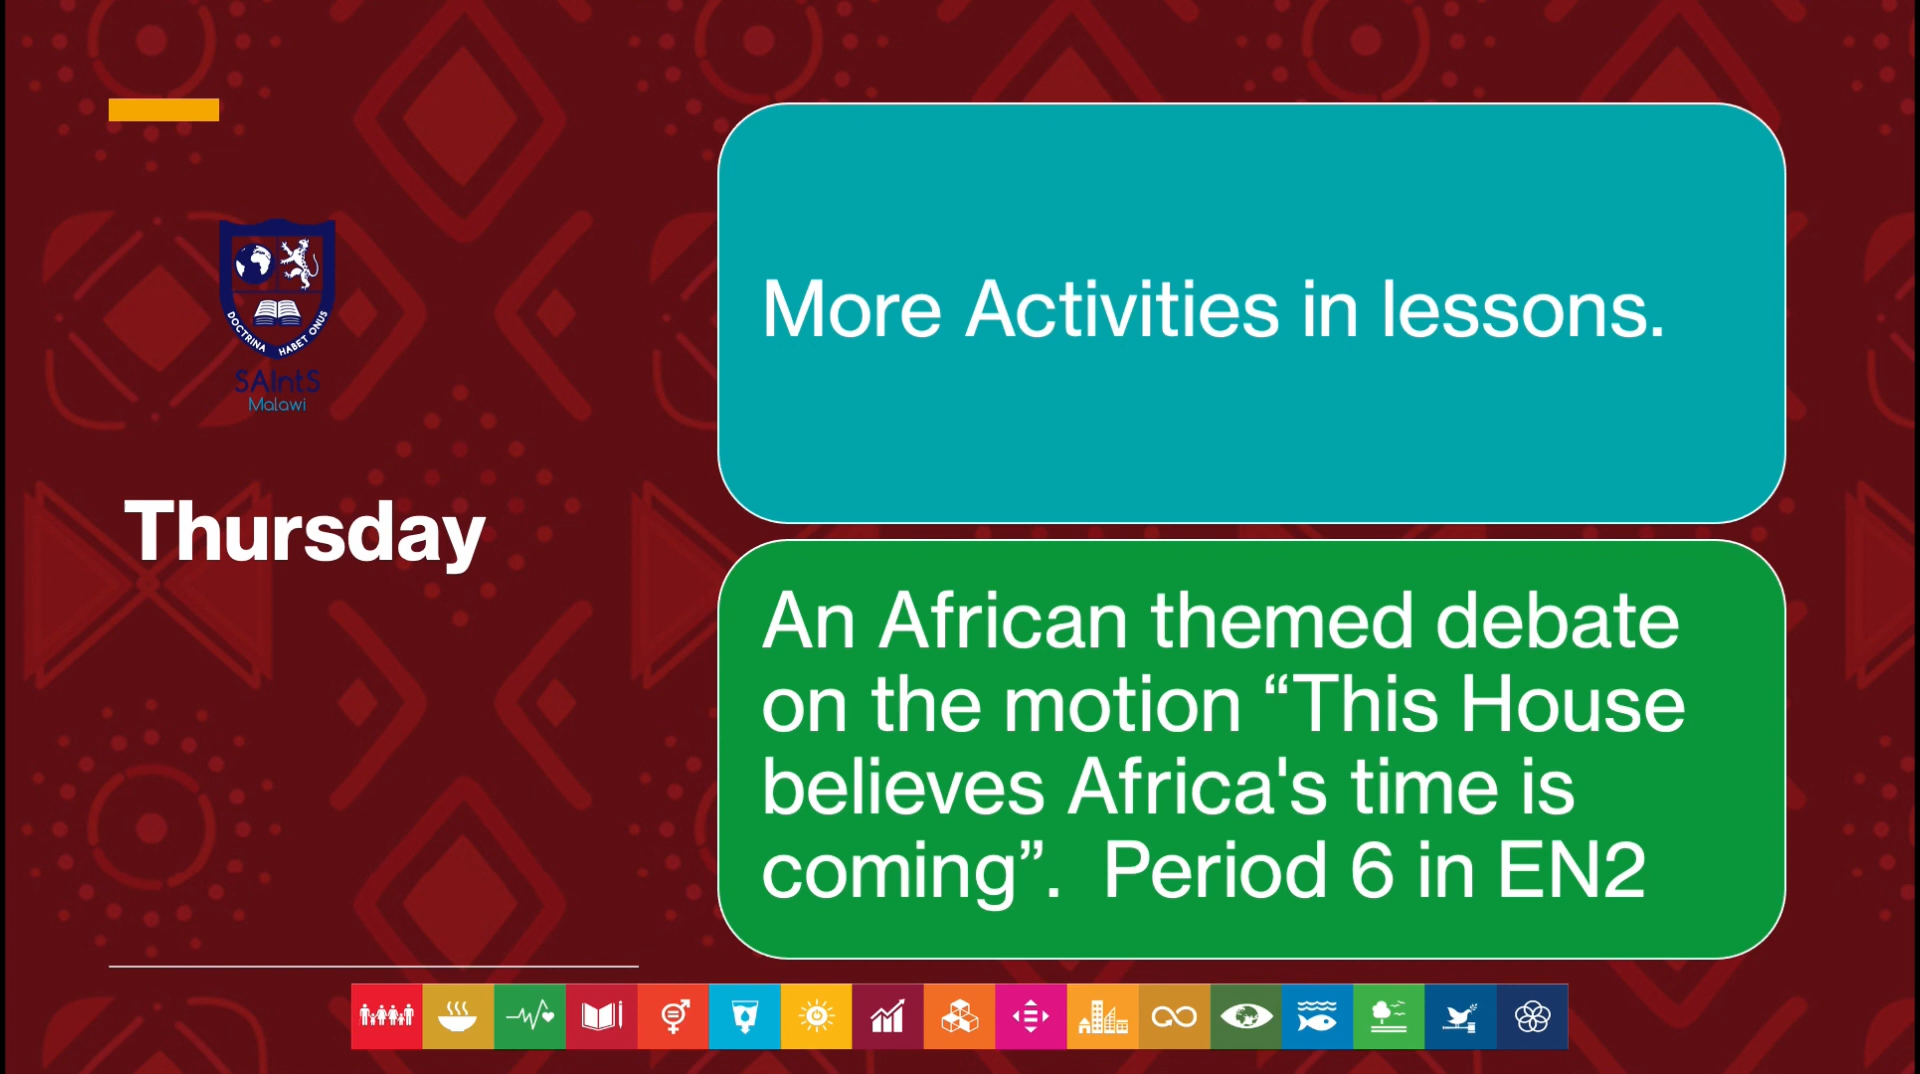 DOCTRINA HABET ONUS
SAIntS
Malawi
Thursday
More Activities in lessons.
An African themed debate
on the motion “This House
believes Africa's time is
coming”.  Period 6 in EN2